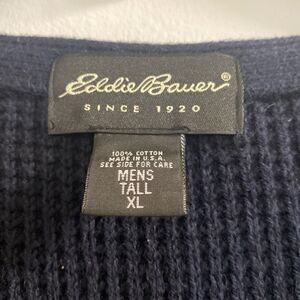 Eddie Bauer®
SINCE 1920
100% COTTON
MADE IN U.S.A.
SEE SIDE FOR CARE
MENS
TALL
XL